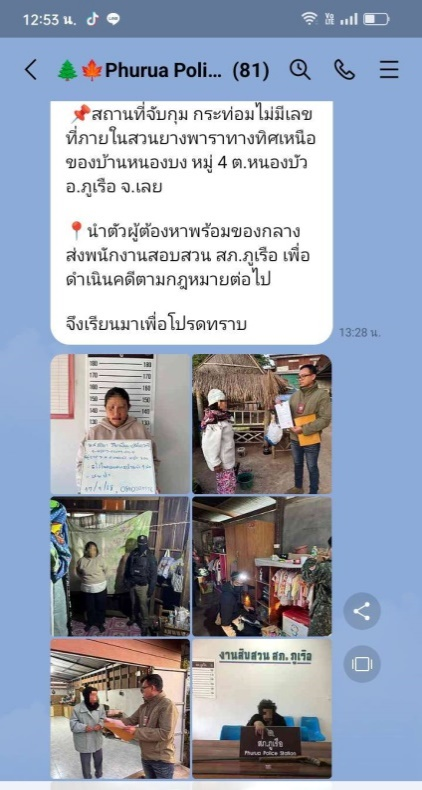 12:53 น.
Phurua Poli... (81)
📌สถานที่จับกุม กระท่อมไม่มีเลข
ที่ภายในสวนยางพาราทางทิศเหนือ
ของบ้านหนองบง หมู่ 4 ต.หนองบัว
อ.ภูเรือ จ.เลย
📍นำตัวผู้ต้องหาพร้อมของกลาง
ส่งพนักงานสอบสวน สภ.ภูเรือ เพื่อ
ดำเนินคดีตามกฎหมายต่อไป
จึงเรียนมาเพื่อโปรดทราบ
13:28 น.
งานสืบสวน สภ. ภูเรือ
สภ.ภูเรือ
Phurua Police Station